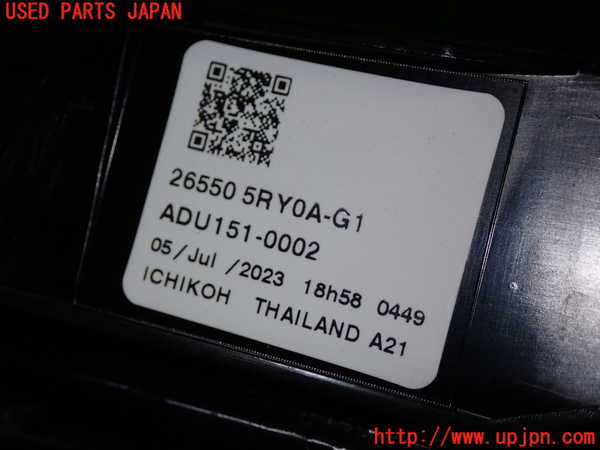 USED PARTS JAPAN
26550 5RY0A-G1
ADU151-0002
05/Jul /2023 18h58 0449
ICHIKOH THAILAND A21
http://www.upjpn.com/